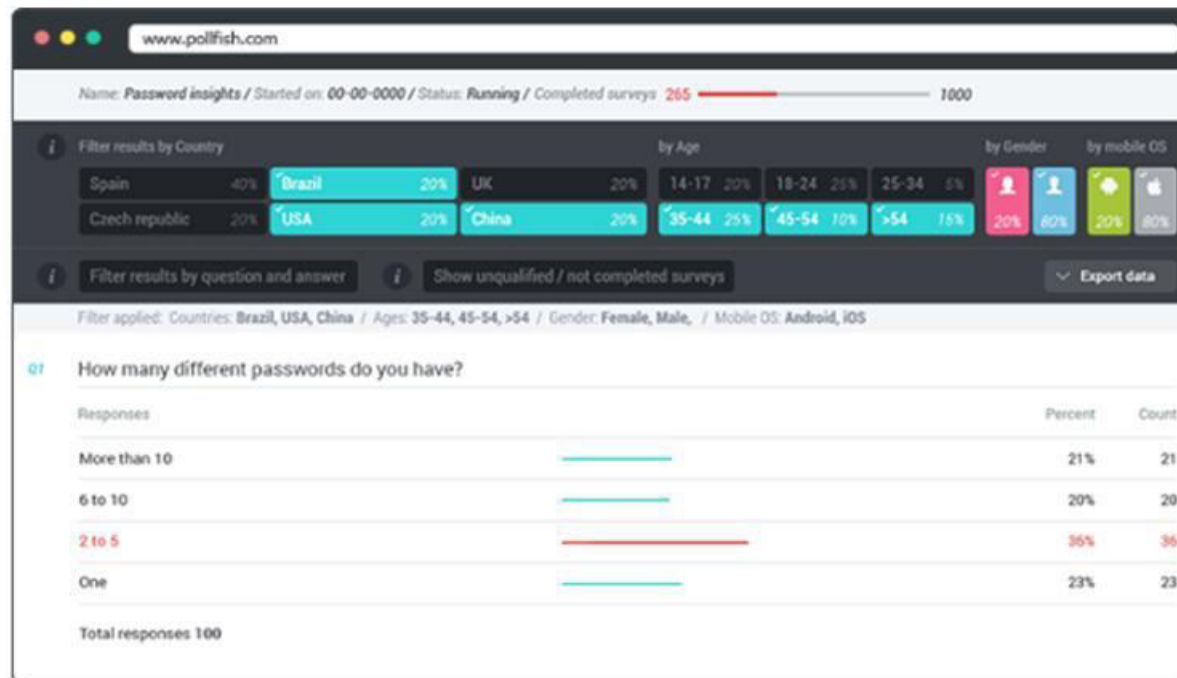 www.pollfish.com
Name: Password insights / Started on: 00-00-0000 / Status: Running / Completed surveys 265 1000
i Filter results by Country by Age by Gender by mobile OS
Spain 40% Brazil 20% UK 20% 14-17 20% 18-24 25% 25-34 5%
Czech republic 20% USA 20% China 20% 35-44 25% 45-54 10% >54 15% 20% 80% 20% 80%
i Filter results by question and answer i Show unqualified / not completed surveys Export data
Filter applied: Countries: Brazil, USA, China / Ages: 35-44, 45-54, >54 / Gender: Female, Male, / Mobile OS: Android, iOS
Q1 How many different passwords do you have?
Responses Percent Count
More than 10 21% 21
6 to 10 20% 20
2 to 5 36% 36
One 23% 23
Total responses 100